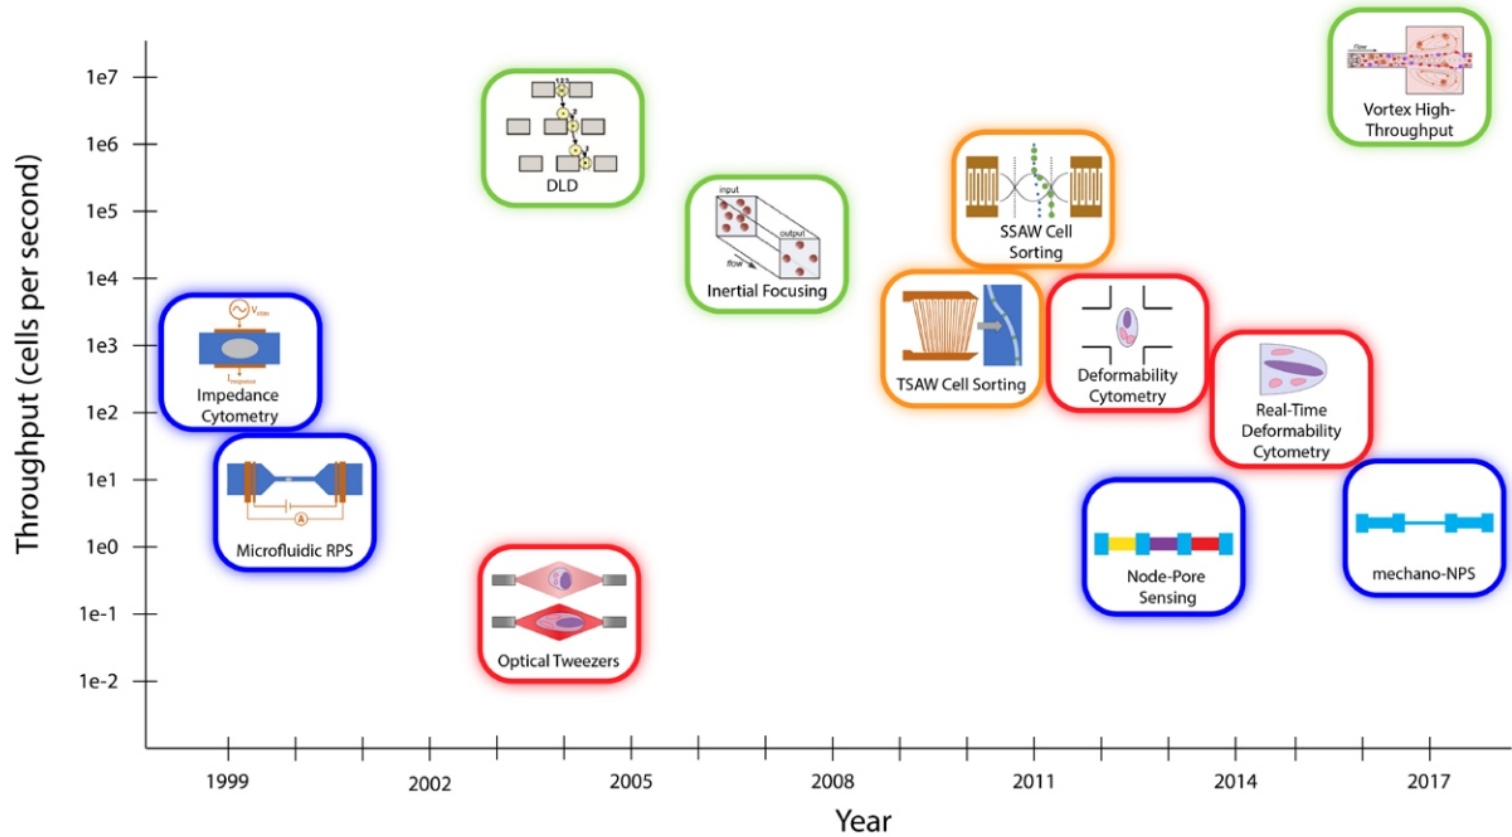 Throughput (cells per second)
1e7
1e6
1e5
1e4
1e3
1e2
1e1
1e0
1e-1
1e-2
Impedance
Cytometry
A
Microfluidic RPS
DLD
Optical Tweezers
input
output
flow
Inertial Focusing
SSAW Cell
Sorting
TSAW Cell Sorting
Deformability
Cytometry
Real-Time
Deformability
Cytometry
Node-Pore
Sensing
flow
Vortex High-
Throughput
mechano-NPS
1999
2002
2005
2008
2011
2014
2017
Year